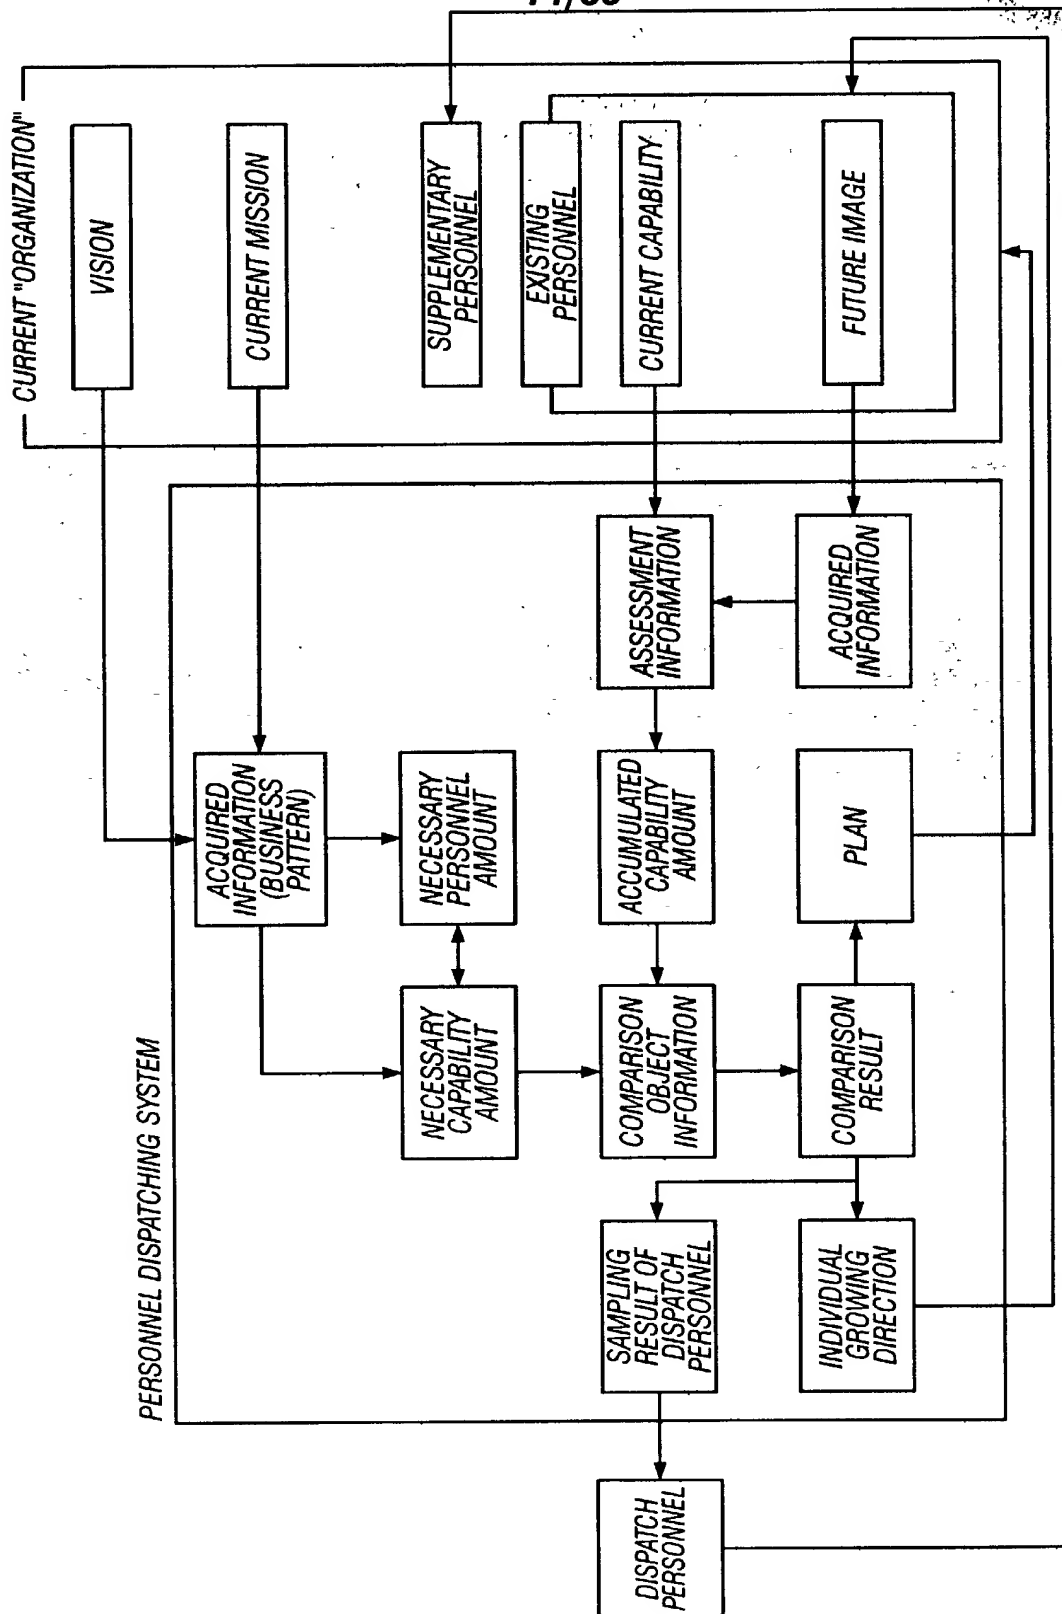 CURRENT "ORGANIZATION"
VISION
CURRENT MISSION
SUPPLEMENTARY
PERSONNEL
EXISTING
PERSONNEL
CURRENT CAPABILITY
FUTURE IMAGE
ASSESSMENT
INFORMATION
ACQUIRED
INFORMATION
ACQUIRED
INFORMATION
(BUSINESS
PATTERN)
NECESSARY
PERSONNEL
AMOUNT
ACCUMULATED
CAPABILITY
AMOUNT
PLAN
PERSONNEL DISPATCHING SYSTEM
NECESSARY
CAPABILITY
AMOUNT
COMPARISON
OBJECT
INFORMATION
COMPARISON
RESULT
SAMPLING
RESULT OF
DISPATCH
PERSONNEL
INDIVIDUAL
GROWING
DIRECTION
DISPATCH
PERSONNEL